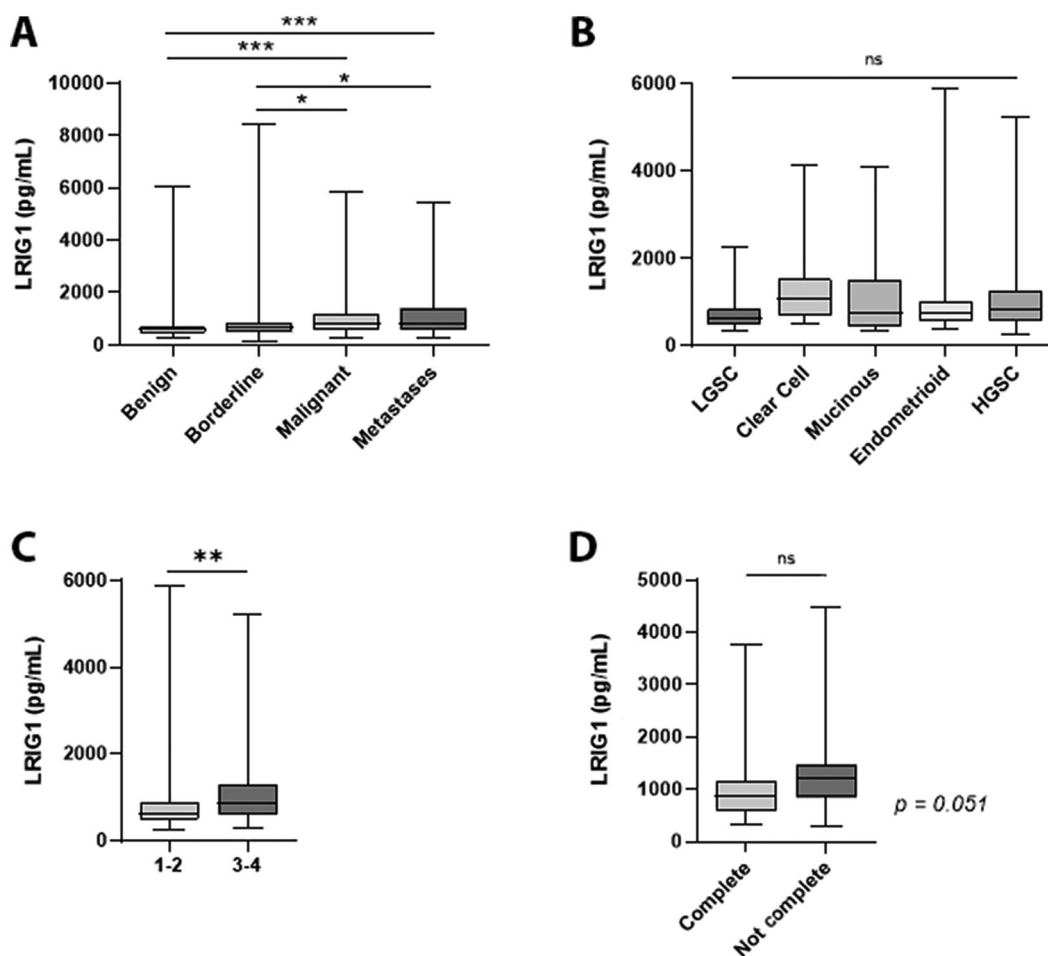 A
***
***
*
*
LRIG1 (pg/mL)
10000
8000
6000
4000
2000
0
Benign
Borderline
Malignant
Metastases
B
ns
LRIG1 (pg/mL)
6000
4000
2000
0
LGSC
Clear Cell
Mucinous
Endometrioid
HGSC
C
**
LRIG1 (pg/mL)
6000
4000
2000
0
1-2
3-4
D
ns
LRIG1 (pg/mL)
5000
4000
3000
2000
1000
0
Complete
Not complete
p = 0.051